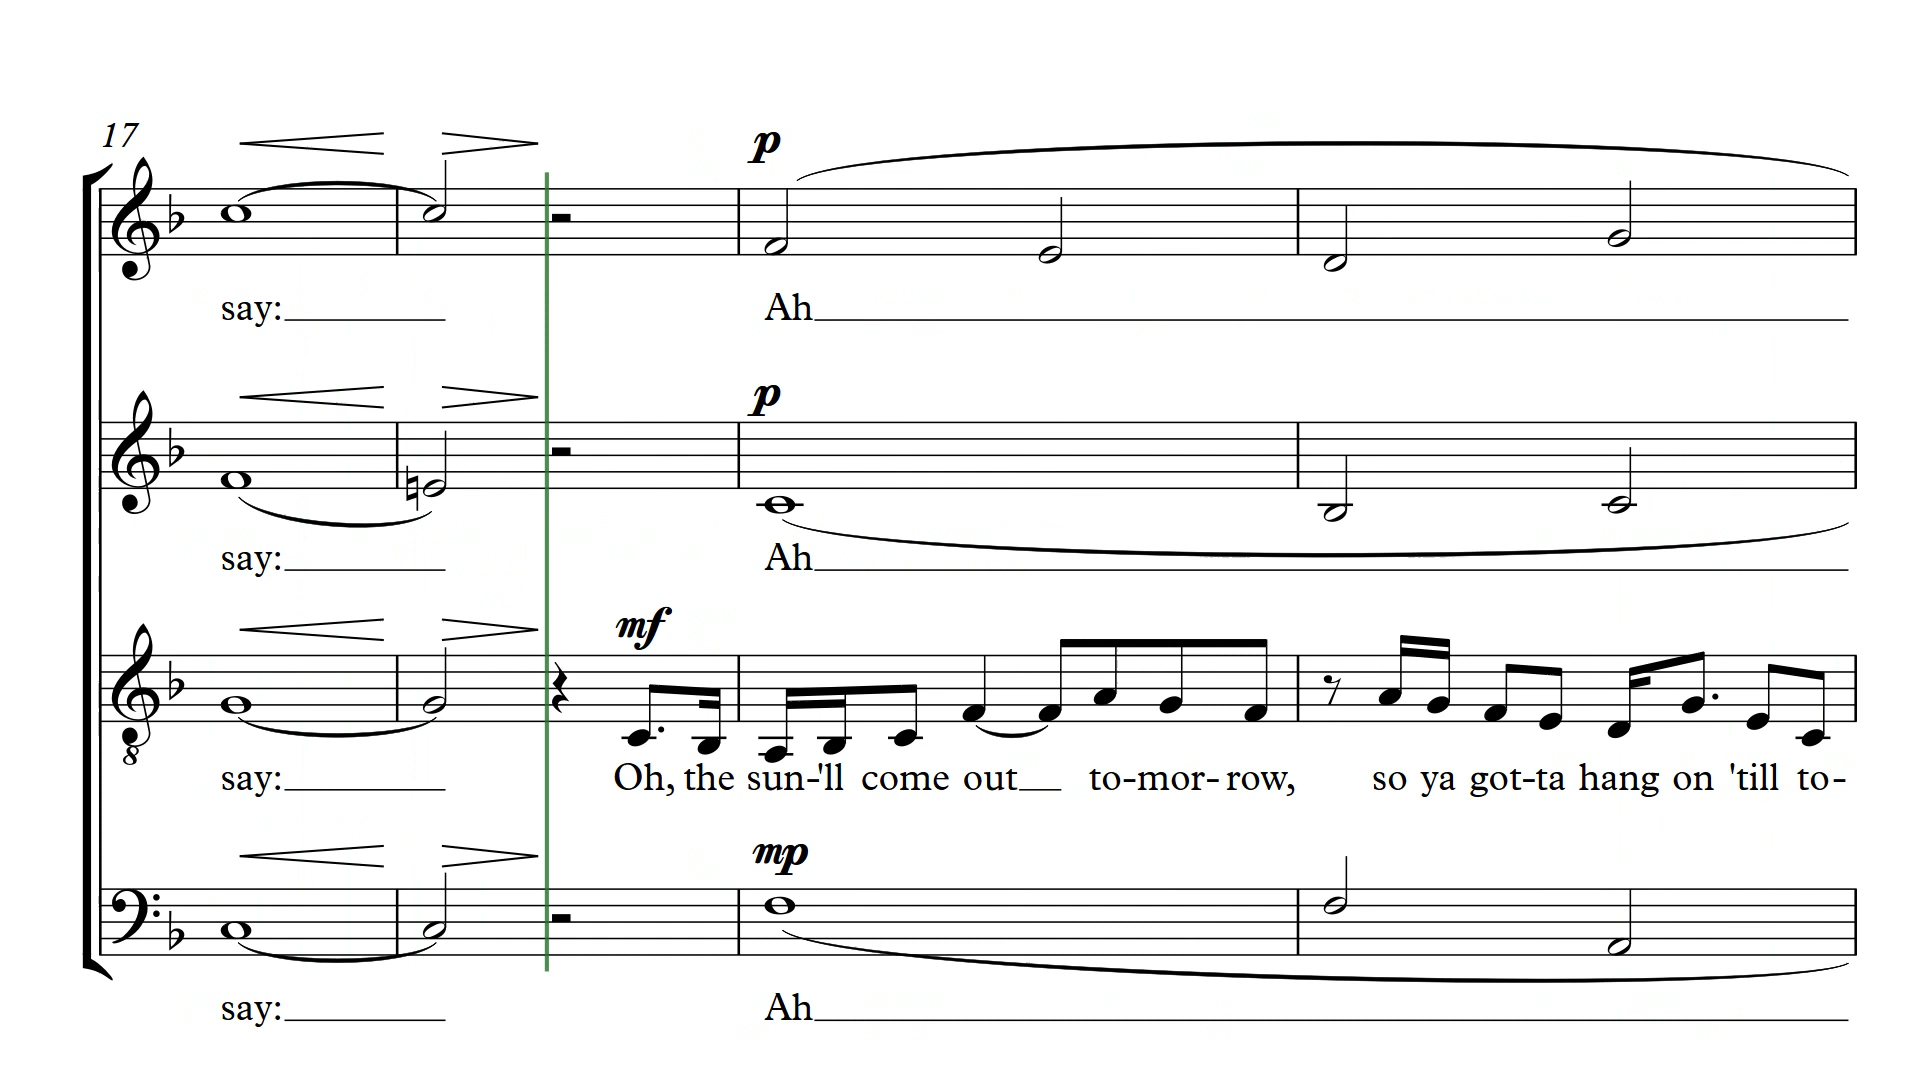 17
p
say: Ah
p
say: Ah
mf
8
say: Oh, the sun-'ll come out to-mor-row, so ya got-ta hang on 'till to-
mp
say: Ah